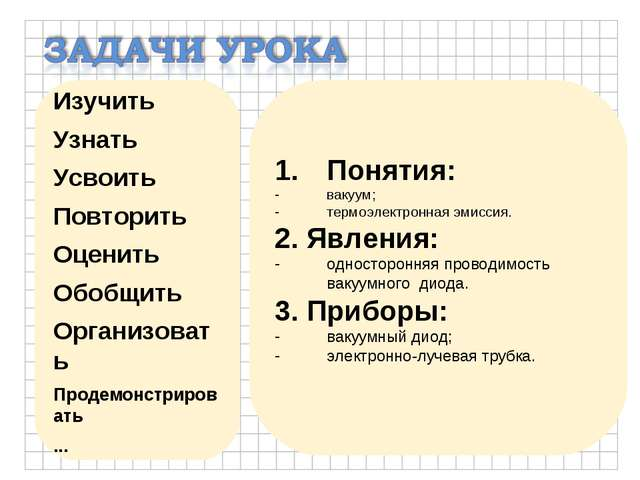 ЗАДАЧИ УРОКА
Изучить
Узнать
Усвоить
Повторить
Оценить
Обобщить
Организоват
ь
Продемонстриров
ать
...
1. Понятия:
- вакуум;
- термоэлектронная эмиссия.
2. Явления:
- односторонняя проводимость
вакуумного диода.
3. Приборы:
- вакуумный диод;
- электронно-лучевая трубка.